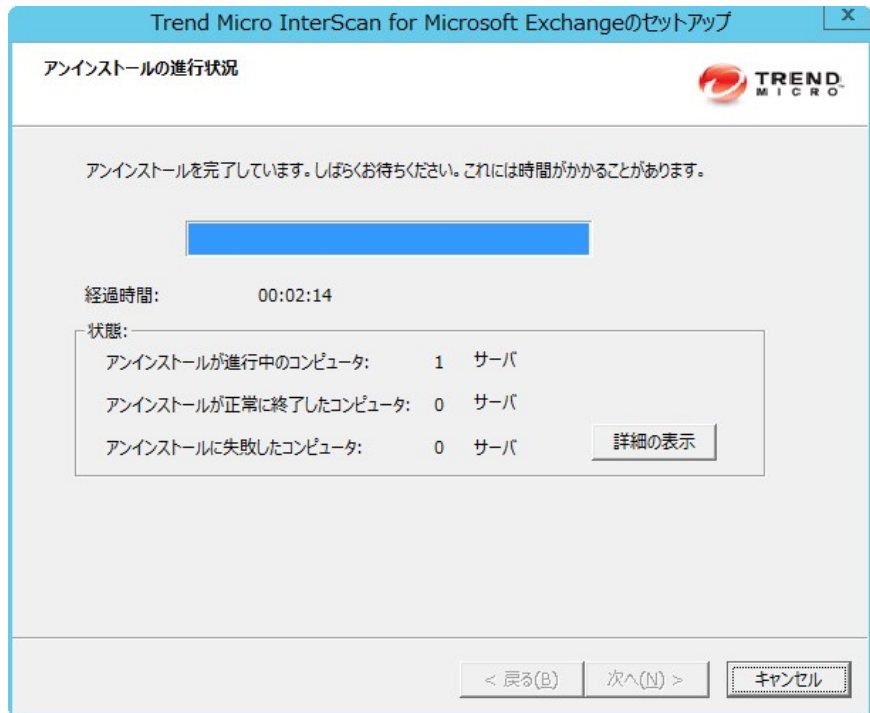 Trend Micro InterScan for Microsoft Exchangeのセットアップ
x
アンインストールの進行状況
TREND
MICRO
アンインストールを完了しています。しばらくお待ちください。これには時間がかかることがあります。
経過時間: 00:02:14
状態:
アンインストールが進行中のコンピュータ: 1 サーバ
アンインストールが正常に終了したコンピュータ: 0 サーバ
アンインストールに失敗したコンピュータ: 0 サーバ 詳細の表示
< 戻る(B) 次へ(N) > キャンセル